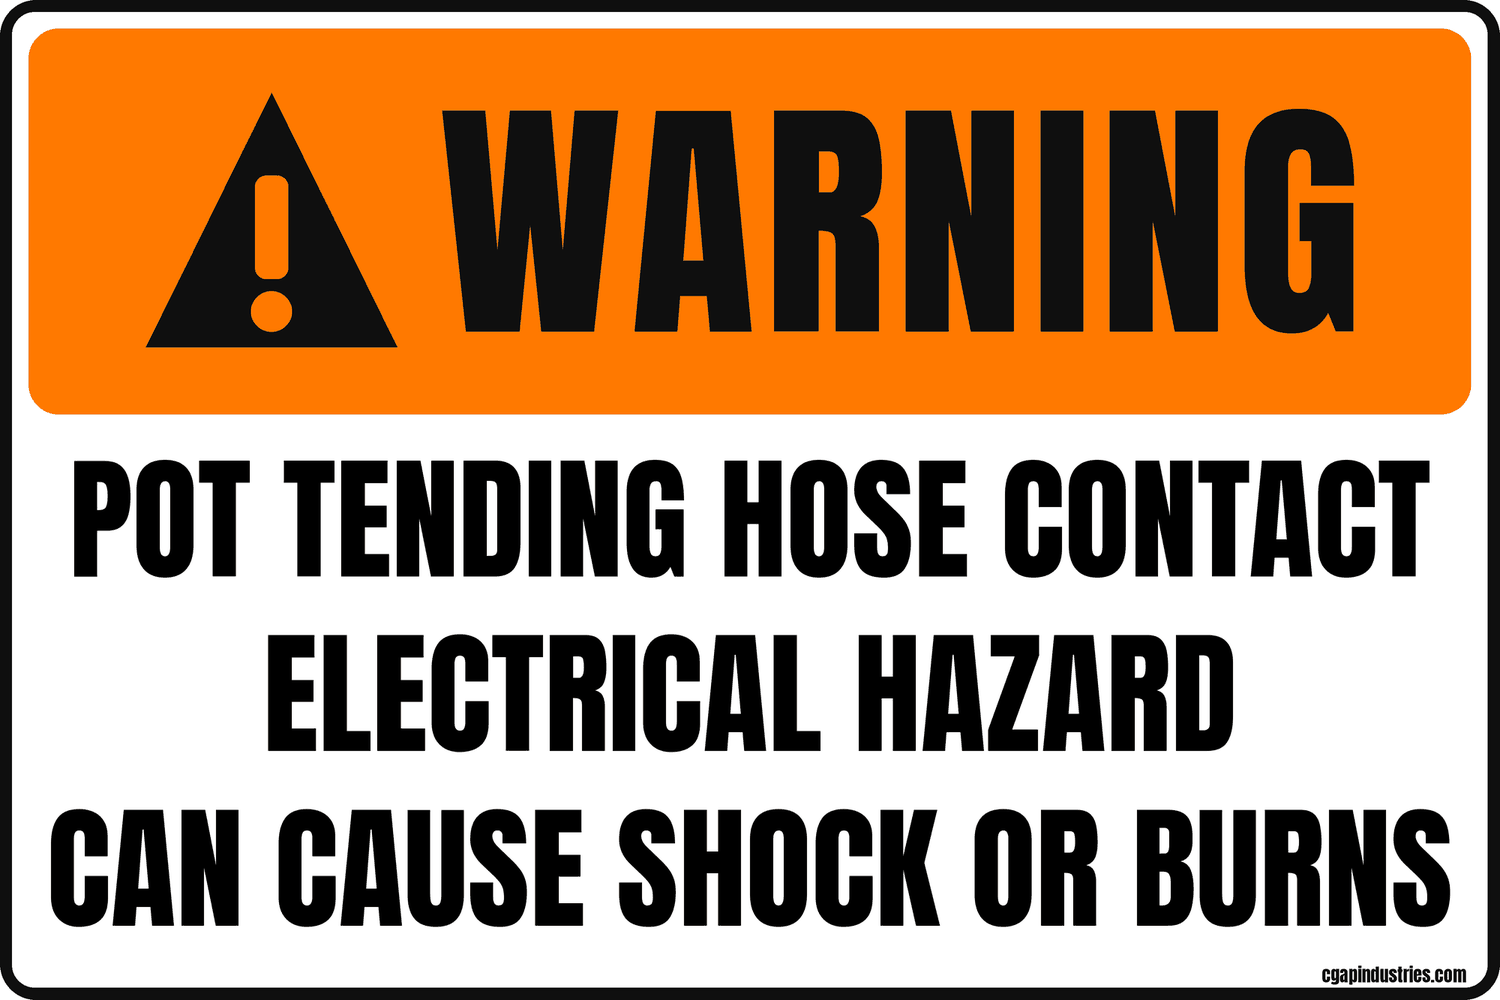 WARNING
POT TENDING HOSE CONTACT
ELECTRICAL HAZARD
CAN CAUSE SHOCK OR BURNS
cgapindustries.com